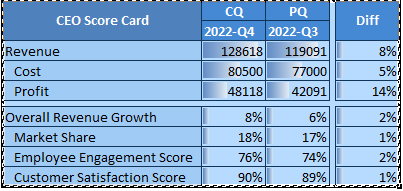 CEO Score Card CQ PQ Diff
2022-Q4 2022-Q3
Revenue 128618 119091 8%
Cost 80500 77000 5%
Profit 48118 42091 14%
Overall Revenue Growth 8% 6% 2%
Market Share 18% 17% 1%
Employee Engagement Score 76% 74% 2%
Customer Satisfaction Score 90% 89% 1%